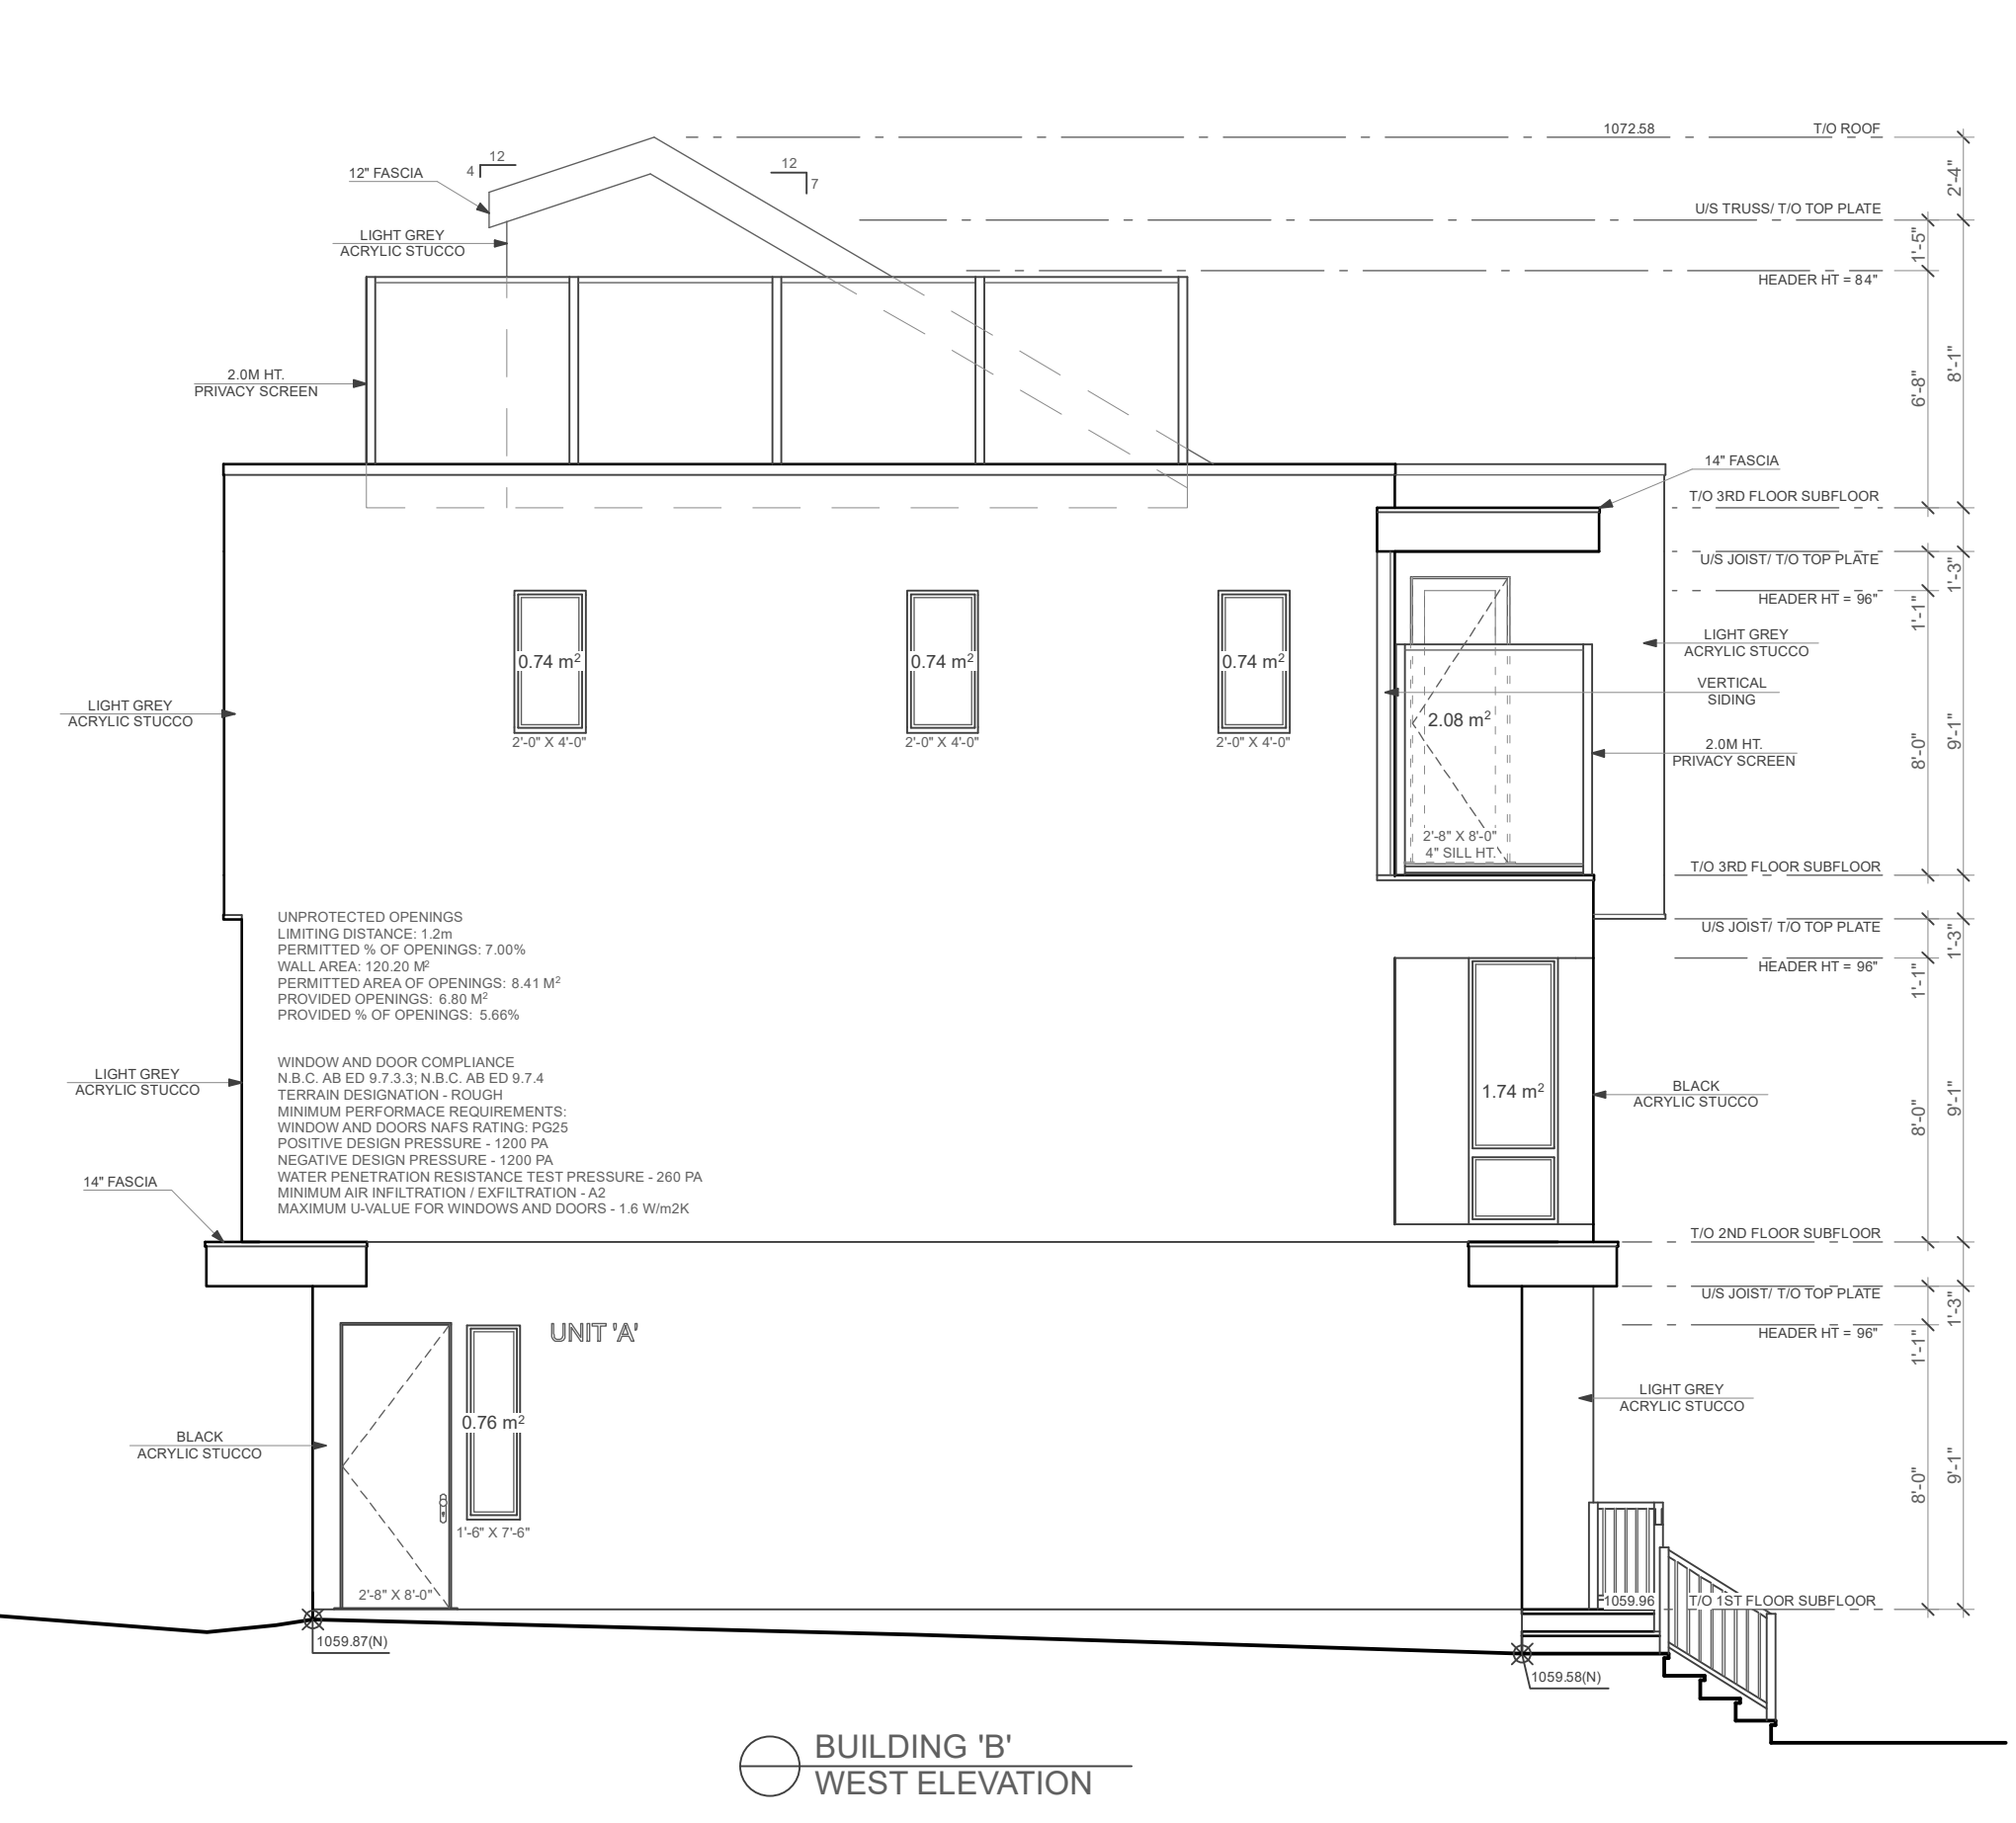 1072.58
T/O ROOF
12
4
12
7
12" FASCIA
2'-4"
U/S TRUSS/ T/O TOP PLATE
LIGHT GREY
ACRYLIC STUCCO
1'-5"
HEADER HT = 84"
2.0M HT.
PRIVACY SCREEN
6'-8"
8'-1"
14" FASCIA
T/O 3RD FLOOR SUBFLOOR
U/S JOIST/ T/O TOP PLATE
1'-3"
HEADER HT = 96"
1'-1"
LIGHT GREY
ACRYLIC STUCCO
0.74 m²
0.74 m²
0.74 m²
2'-0" X 4'-0"
2'-0" X 4'-0"
2'-0" X 4'-0"
VERTICAL
SIDING
LIGHT GREY
ACRYLIC STUCCO
2.08 m²
2.0M HT.
PRIVACY SCREEN
8'-0"
9'-1"
2'-8" X 8'-0"
4" SILL HT.
T/O 3RD FLOOR SUBFLOOR
U/S JOIST/ T/O TOP PLATE
1'-3"
HEADER HT = 96"
1'-1"
UNPROTECTED OPENINGS
LIMITING DISTANCE: 1.2m
PERMITTED % OF OPENINGS: 7.00%
WALL AREA: 120.20 M²
PERMITTED AREA OF OPENINGS: 8.41 M²
PROVIDED OPENINGS: 6.80 M²
PROVIDED % OF OPENINGS: 5.66%
WINDOW AND DOOR COMPLIANCE
N.B.C. AB ED 9.7.3.3; N.B.C. AB ED 9.7.4
TERRAIN DESIGNATION - ROUGH
MINIMUM PERFORMACE REQUIREMENTS:
WINDOW AND DOORS NAFS RATING: PG25
POSITIVE DESIGN PRESSURE - 1200 PA
NEGATIVE DESIGN PRESSURE - 1200 PA
WATER PENETRATION RESISTANCE TEST PRESSURE - 260 PA
MINIMUM AIR INFILTRATION / EXFILTRATION - A2
MAXIMUM U-VALUE FOR WINDOWS AND DOORS - 1.6 W/m2K
LIGHT GREY
ACRYLIC STUCCO
1.74 m²
BLACK
ACRYLIC STUCCO
8'-0"
9'-1"
14" FASCIA
T/O 2ND FLOOR SUBFLOOR
U/S JOIST/ T/O TOP PLATE
1'-3"
HEADER HT = 96"
1'-1"
UNIT 'A'
LIGHT GREY
ACRYLIC STUCCO
0.76 m²
BLACK
ACRYLIC STUCCO
8'-0"
9'-1"
1'-6" X 7'-6"
2'-8" X 8'-0"
1059.96
T/O 1ST FLOOR SUBFLOOR
1059.87(N)
1059.58(N)
BUILDING 'B'
WEST ELEVATION